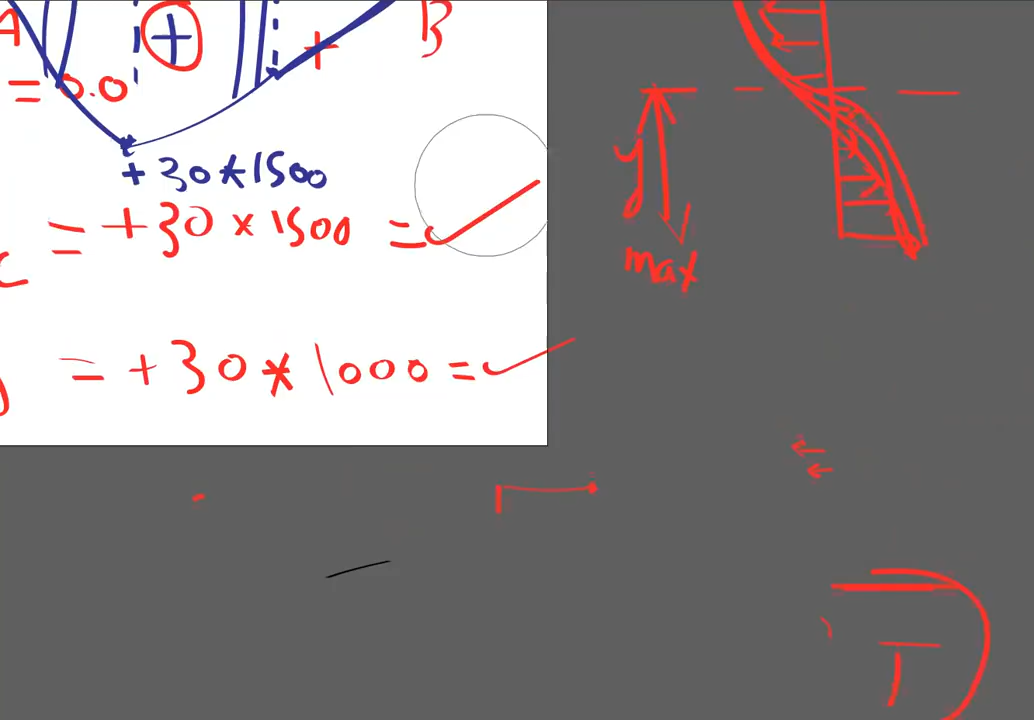 A + + B
= 0.0
+30*1500
= +30 × 1500 =
c
= +30 * 1000 =
y
max